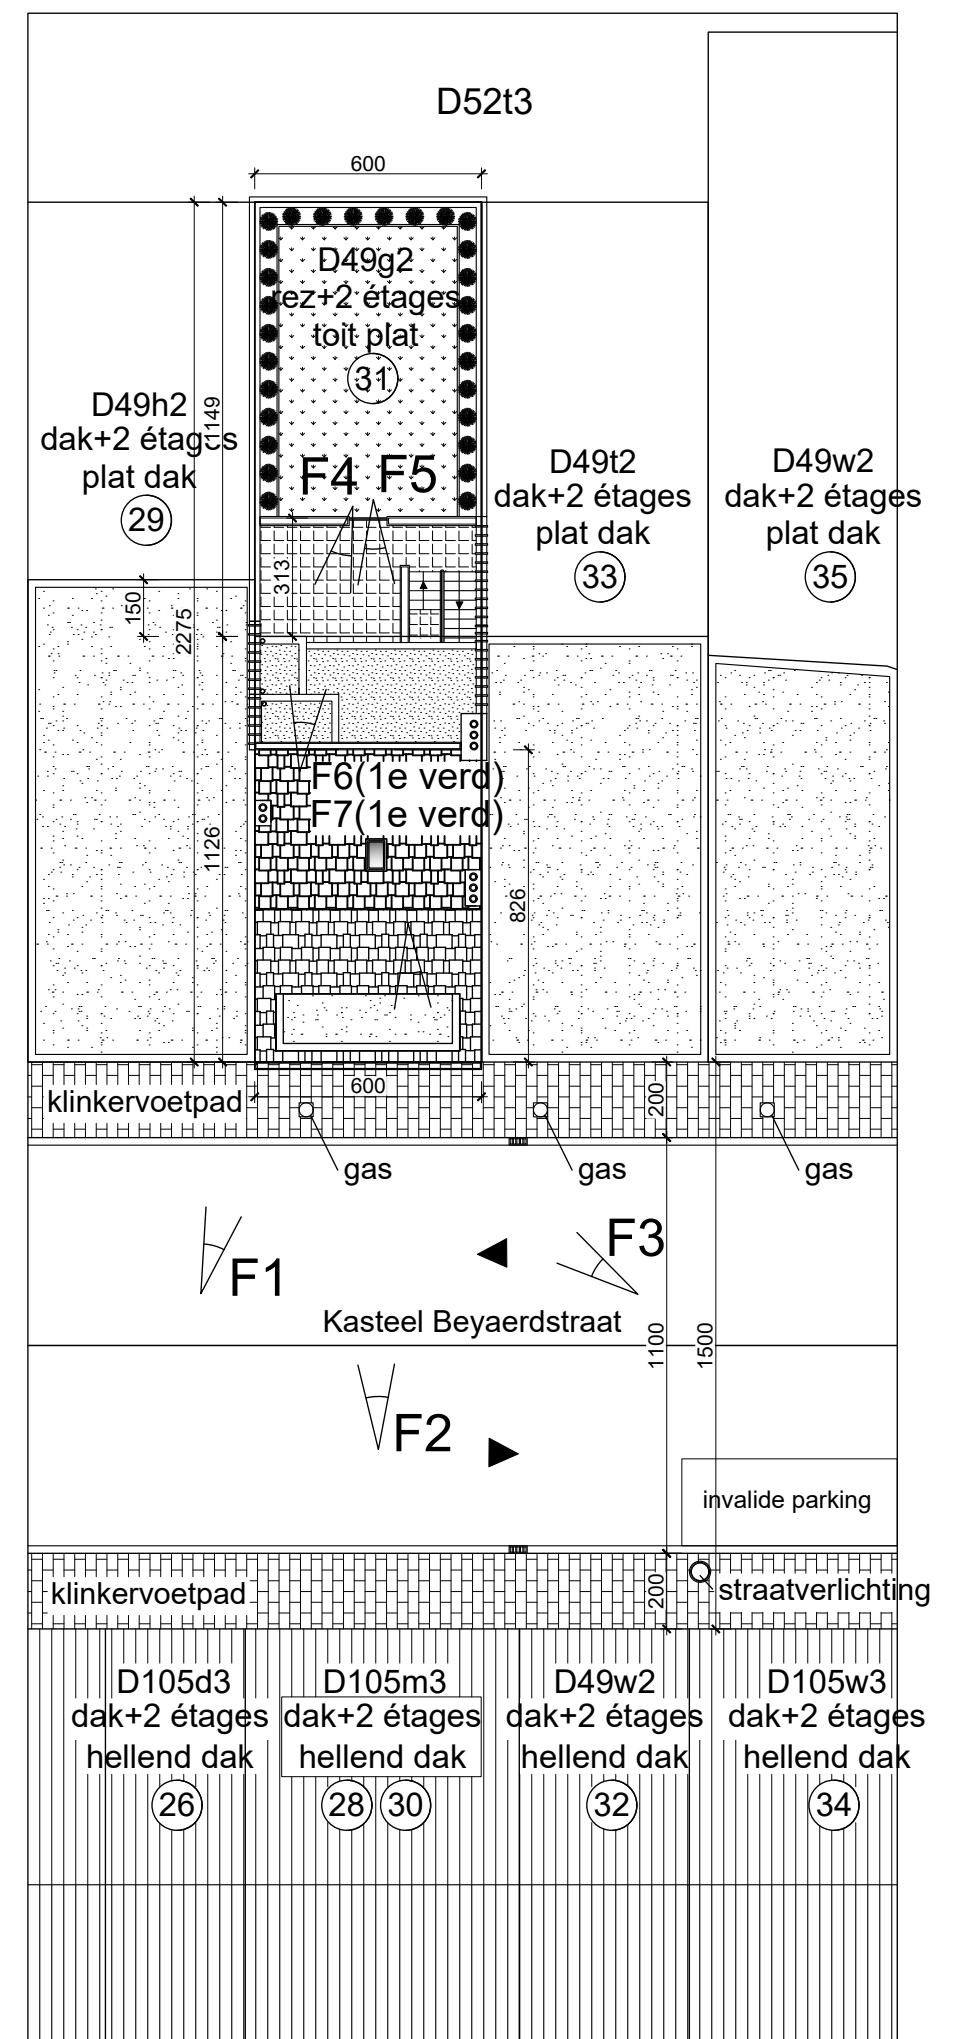 D52t3
600
D49g2
rez+2 étages
toit plat
31
D49h2
dak+2 étages
plat dak
29
1149
F4 F5
D49t2
dak+2 étages
plat dak
33
D49w2
dak+2 étages
plat dak
35
313
150
2275
F6(1e verd)
F7(1e verd)
1126
826
600
klinkervoetpad
200
gas
gas
gas
F1
F3
Kasteel Beyaerdstraat
1100
1500
F2
invalide parking
klinkervoetpad
200
straatverlichting
D105d3
dak+2 étages
hellend dak
26
D105m3
dak+2 étages
hellend dak
28 30
D49w2
dak+2 étages
hellend dak
32
D105w3
dak+2 étages
hellend dak
34